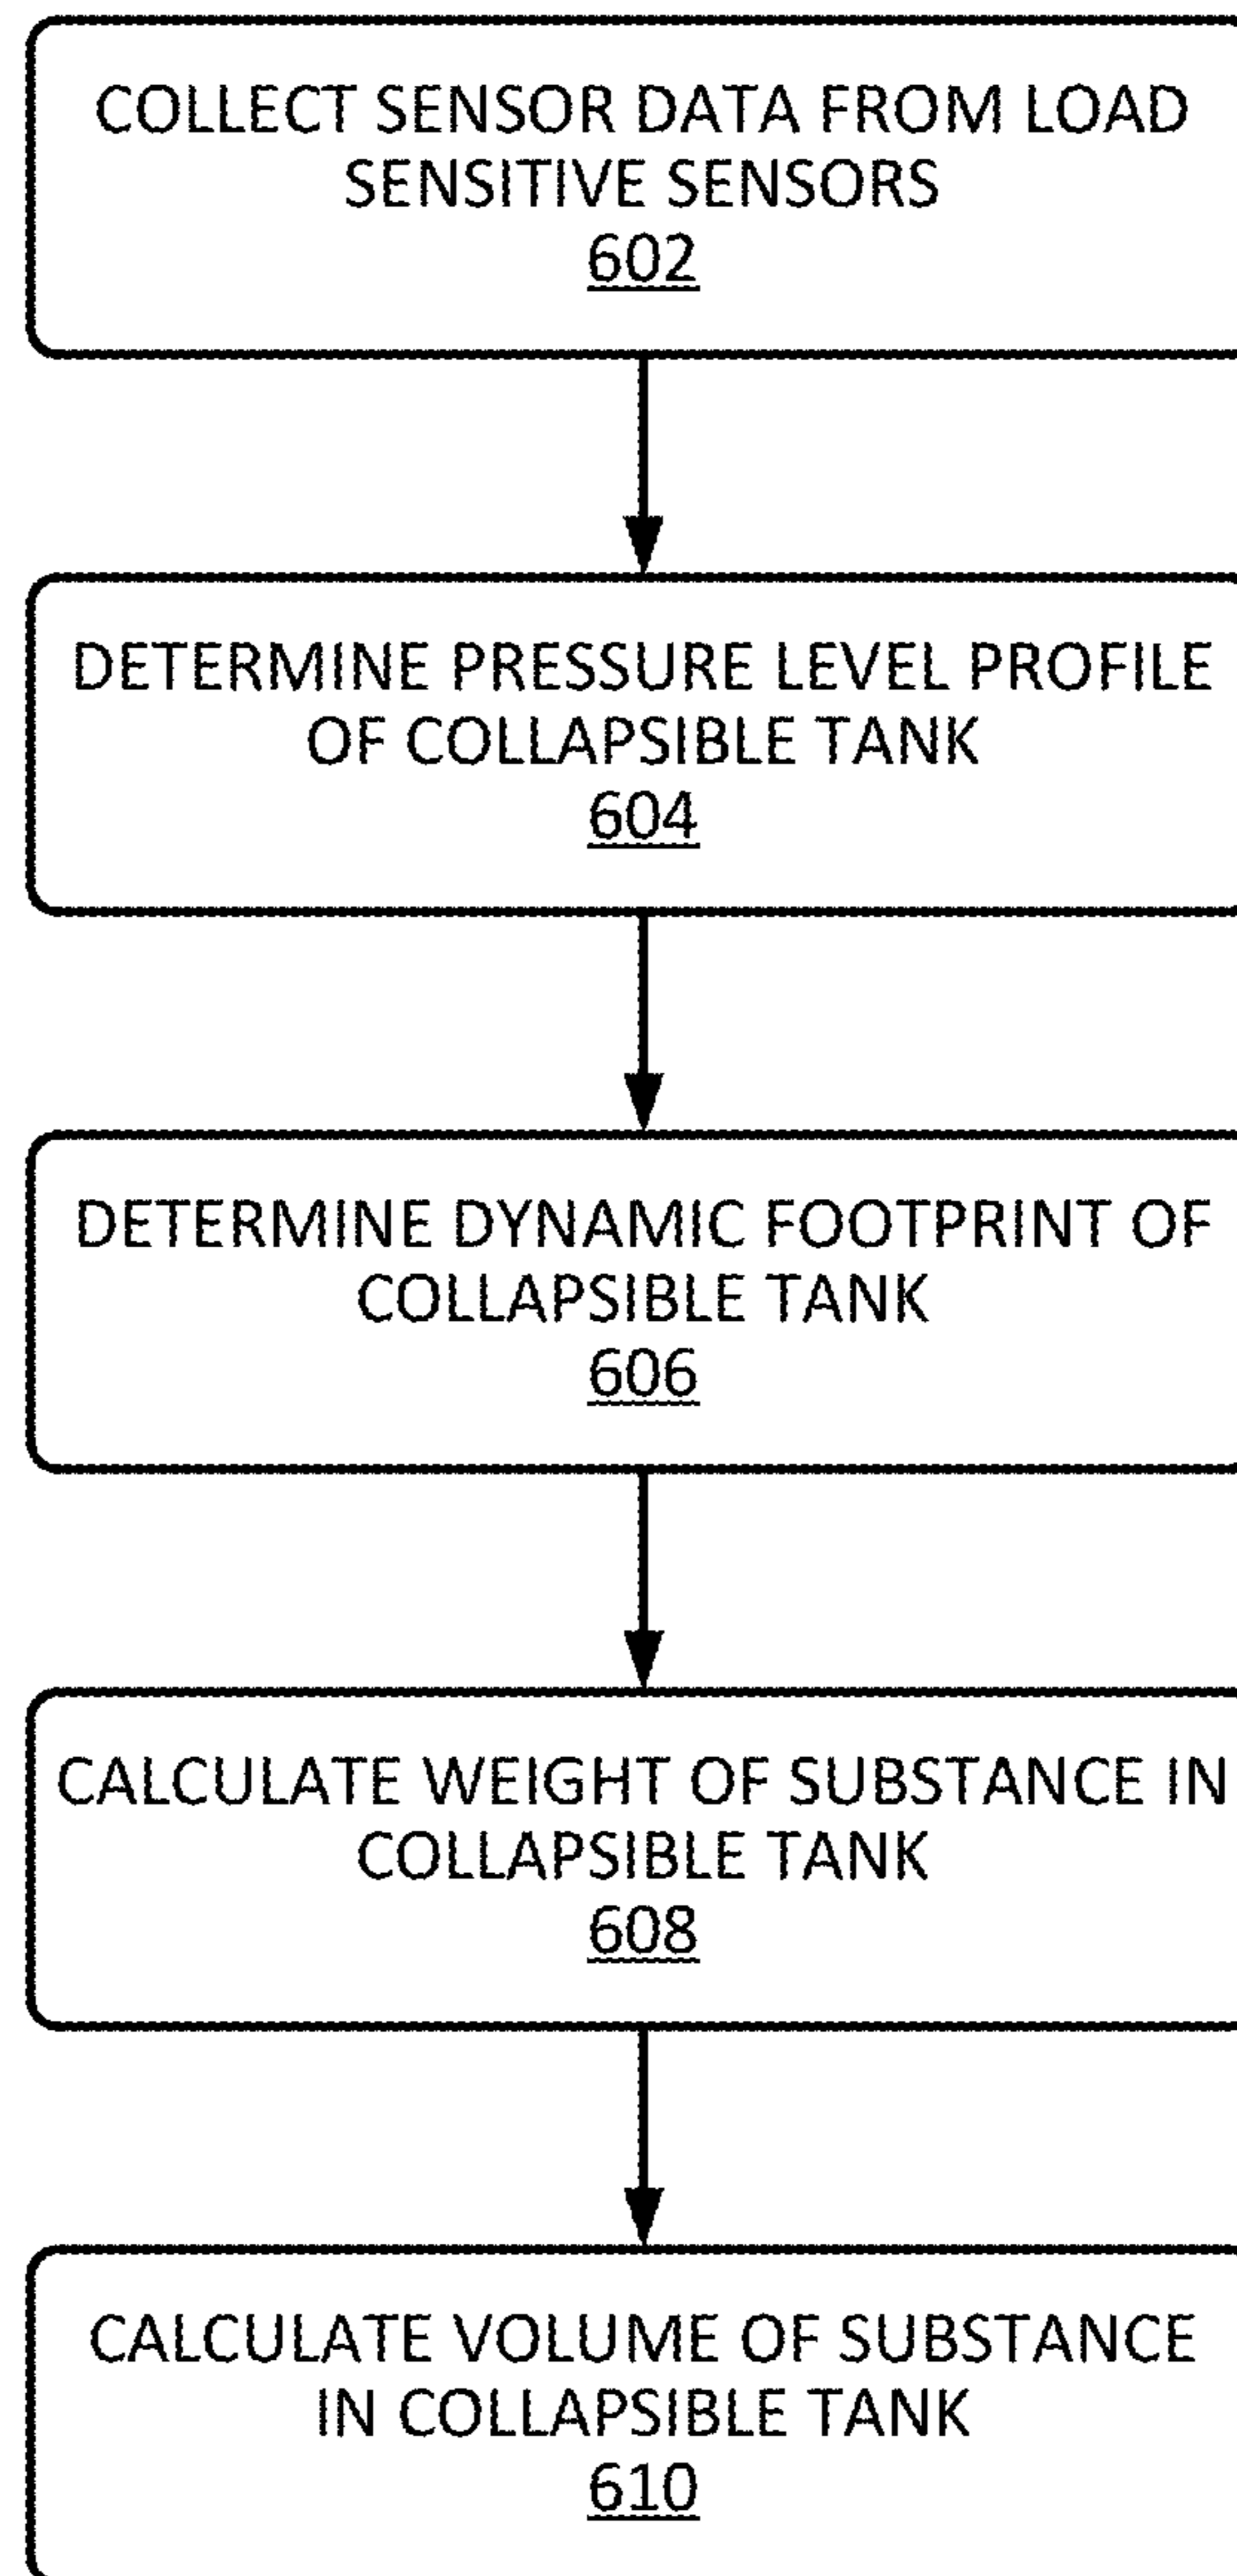 COLLECT SENSOR DATA FROM LOAD
SENSITIVE SENSORS
602
DETERMINE PRESSURE LEVEL PROFILE
OF COLLAPSIBLE TANK
604
DETERMINE DYNAMIC FOOTPRINT OF
COLLAPSIBLE TANK
606
CALCULATE WEIGHT OF SUBSTANCE IN
COLLAPSIBLE TANK
608
CALCULATE VOLUME OF SUBSTANCE
IN COLLAPSIBLE TANK
610